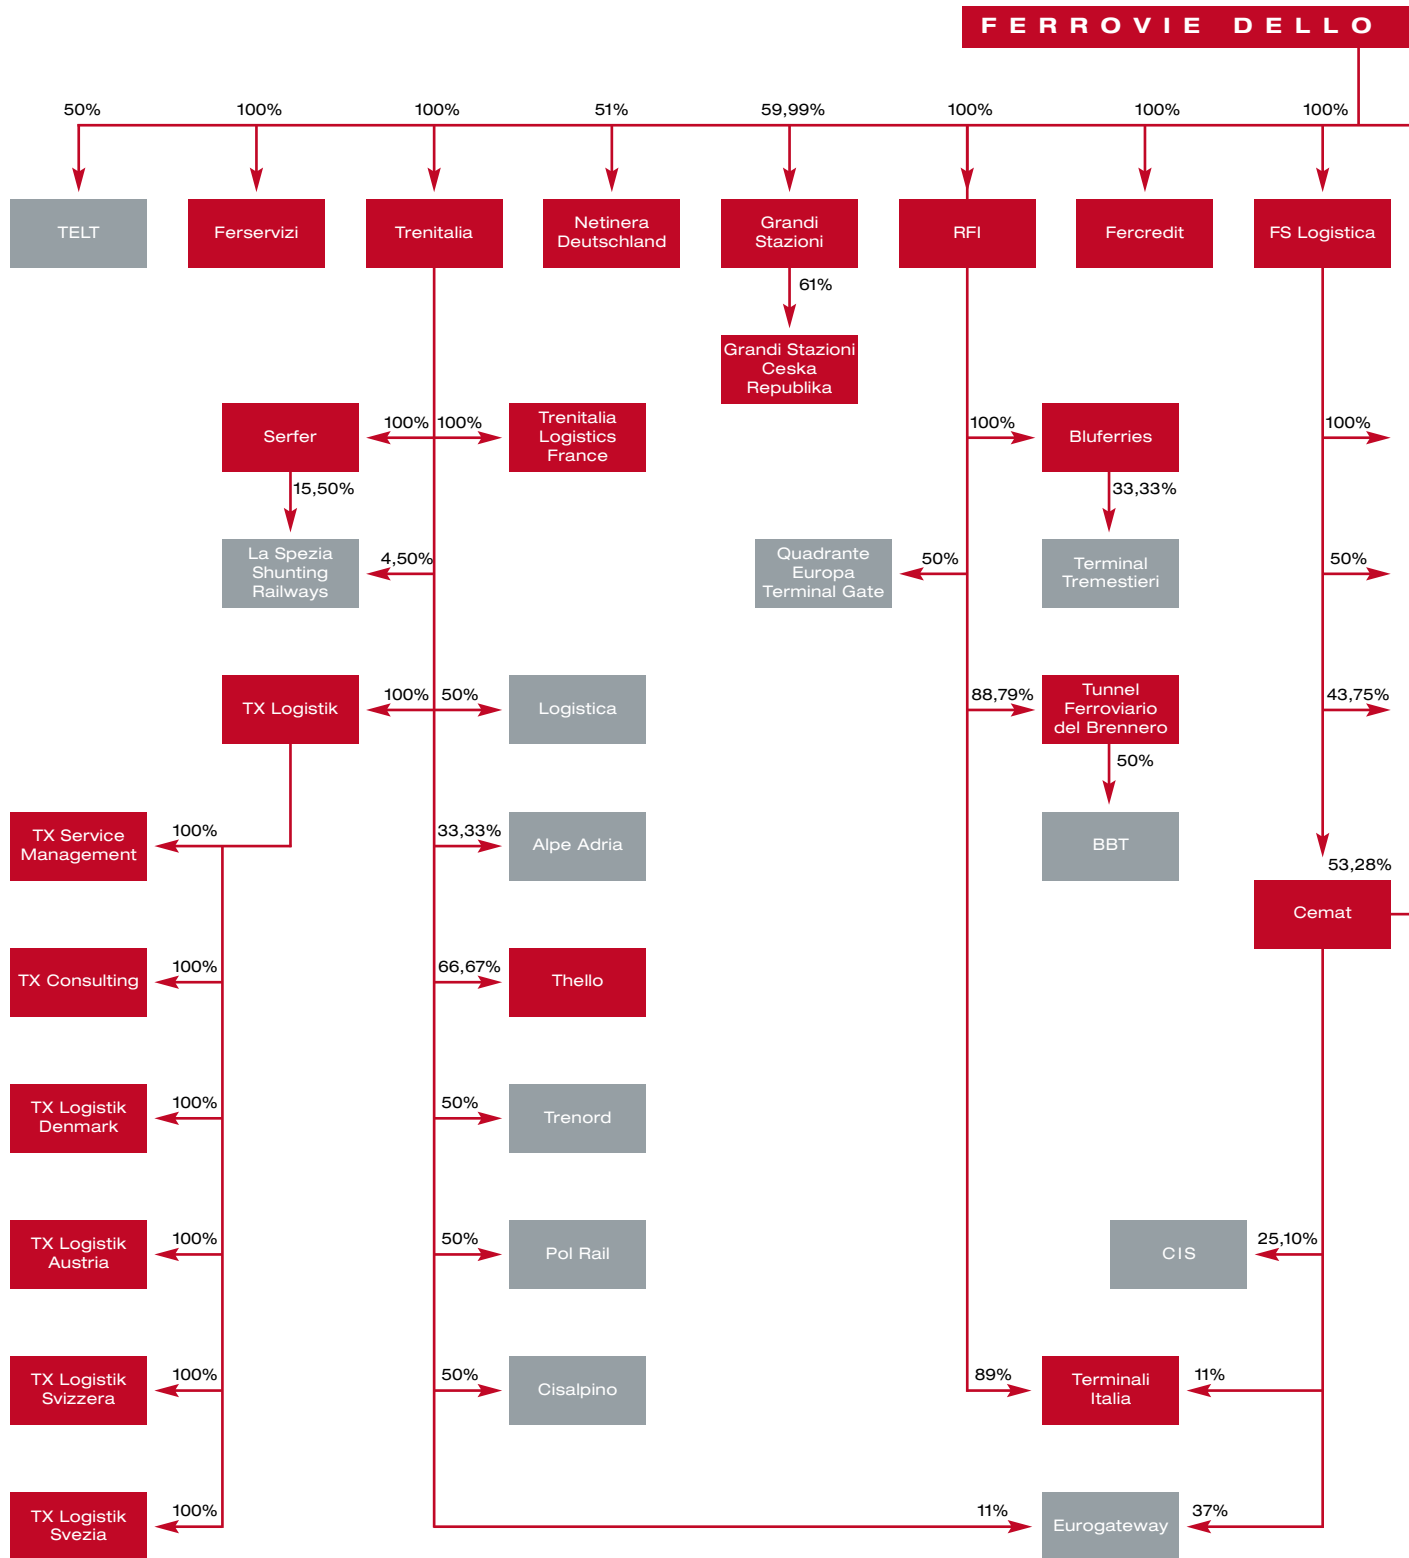 FERROVIE DELLO
50%
100%
100%
51%
59,99%
100%
100%
100%
TELT
Ferservizi
Trenitalia
Netinera
Deutschland
Grandi
Stazioni
RFI
Fercredit
FS Logistica
61%
Grandi Stazioni
Ceska
Republika
Serfer
100%
100%
Trenitalia
Logistics
France
100%
Bluferries
100%
15,50%
33,33%
La Spezia
Shunting
Railways
4,50%
Quadrante
Europa
Terminal Gate
50%
Terminal
Tremestieri
50%
TX Logistik
100%
50%
Logistica
88,79%
Tunnel
Ferroviario
del Brennero
43,75%
50%
TX Service
Management
100%
33,33%
Alpe Adria
BBT
53,28%
Cemat
TX Consulting
100%
66,67%
Thello
TX Logistik
Denmark
100%
50%
Trenord
TX Logistik
Austria
100%
50%
Pol Rail
CIS
25,10%
TX Logistik
Svizzera
100%
50%
Cisalpino
89%
Terminali
Italia
11%
TX Logistik
Svezia
100%
11%
Eurogateway
37%